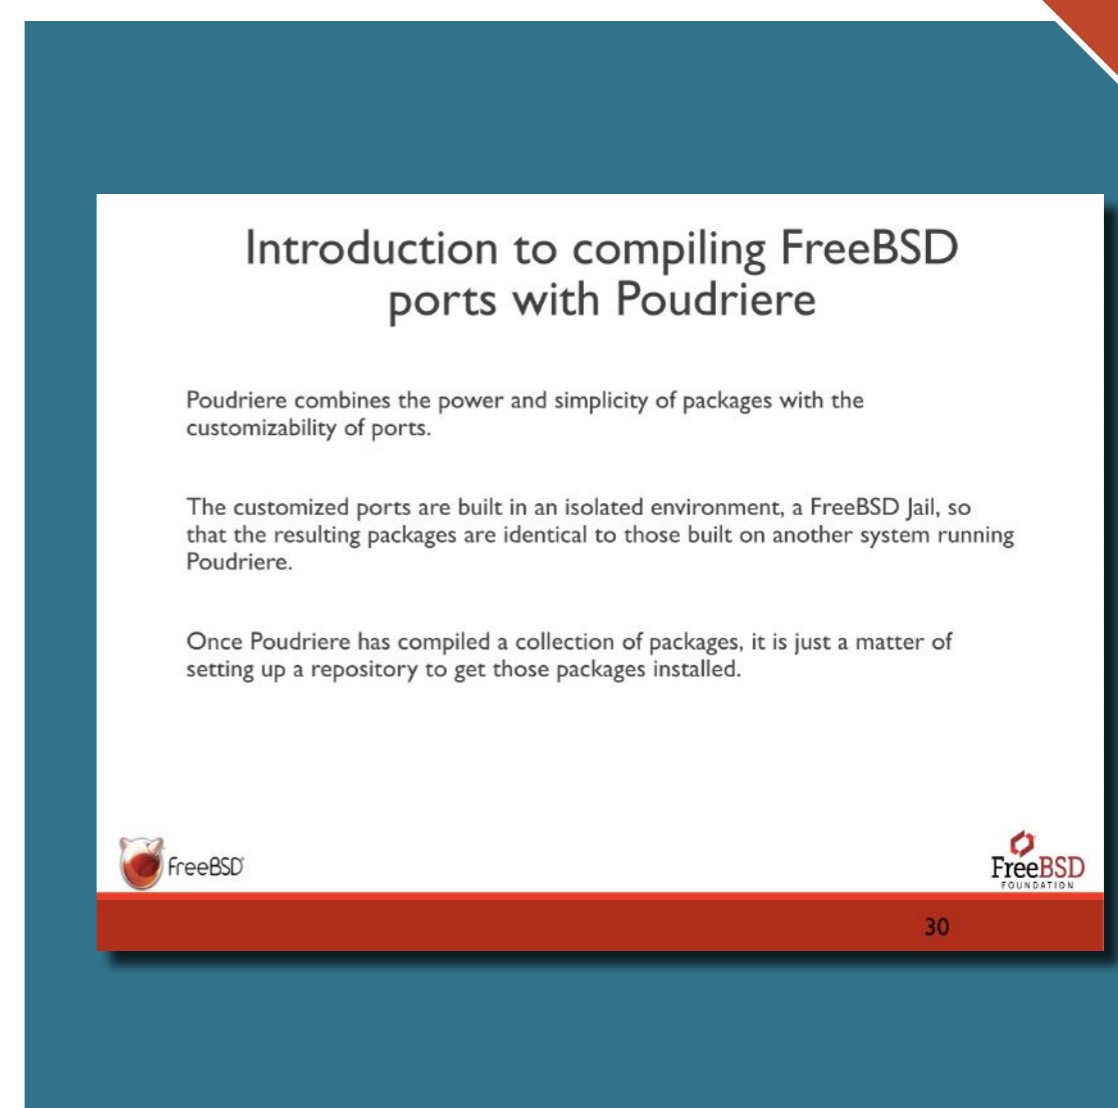 Introduction to compiling FreeBSD
ports with Poudriere
Poudriere combines the power and simplicity of packages with the
customizability of ports.
The customized ports are built in an isolated environment, a FreeBSD Jail, so
that the resulting packages are identical to those built on another system running
Poudriere.
Once Poudriere has compiled a collection of packages, it is just a matter of
setting up a repository to get those packages installed.
FreeBSD
FreeBSD
FOUNDATION
30